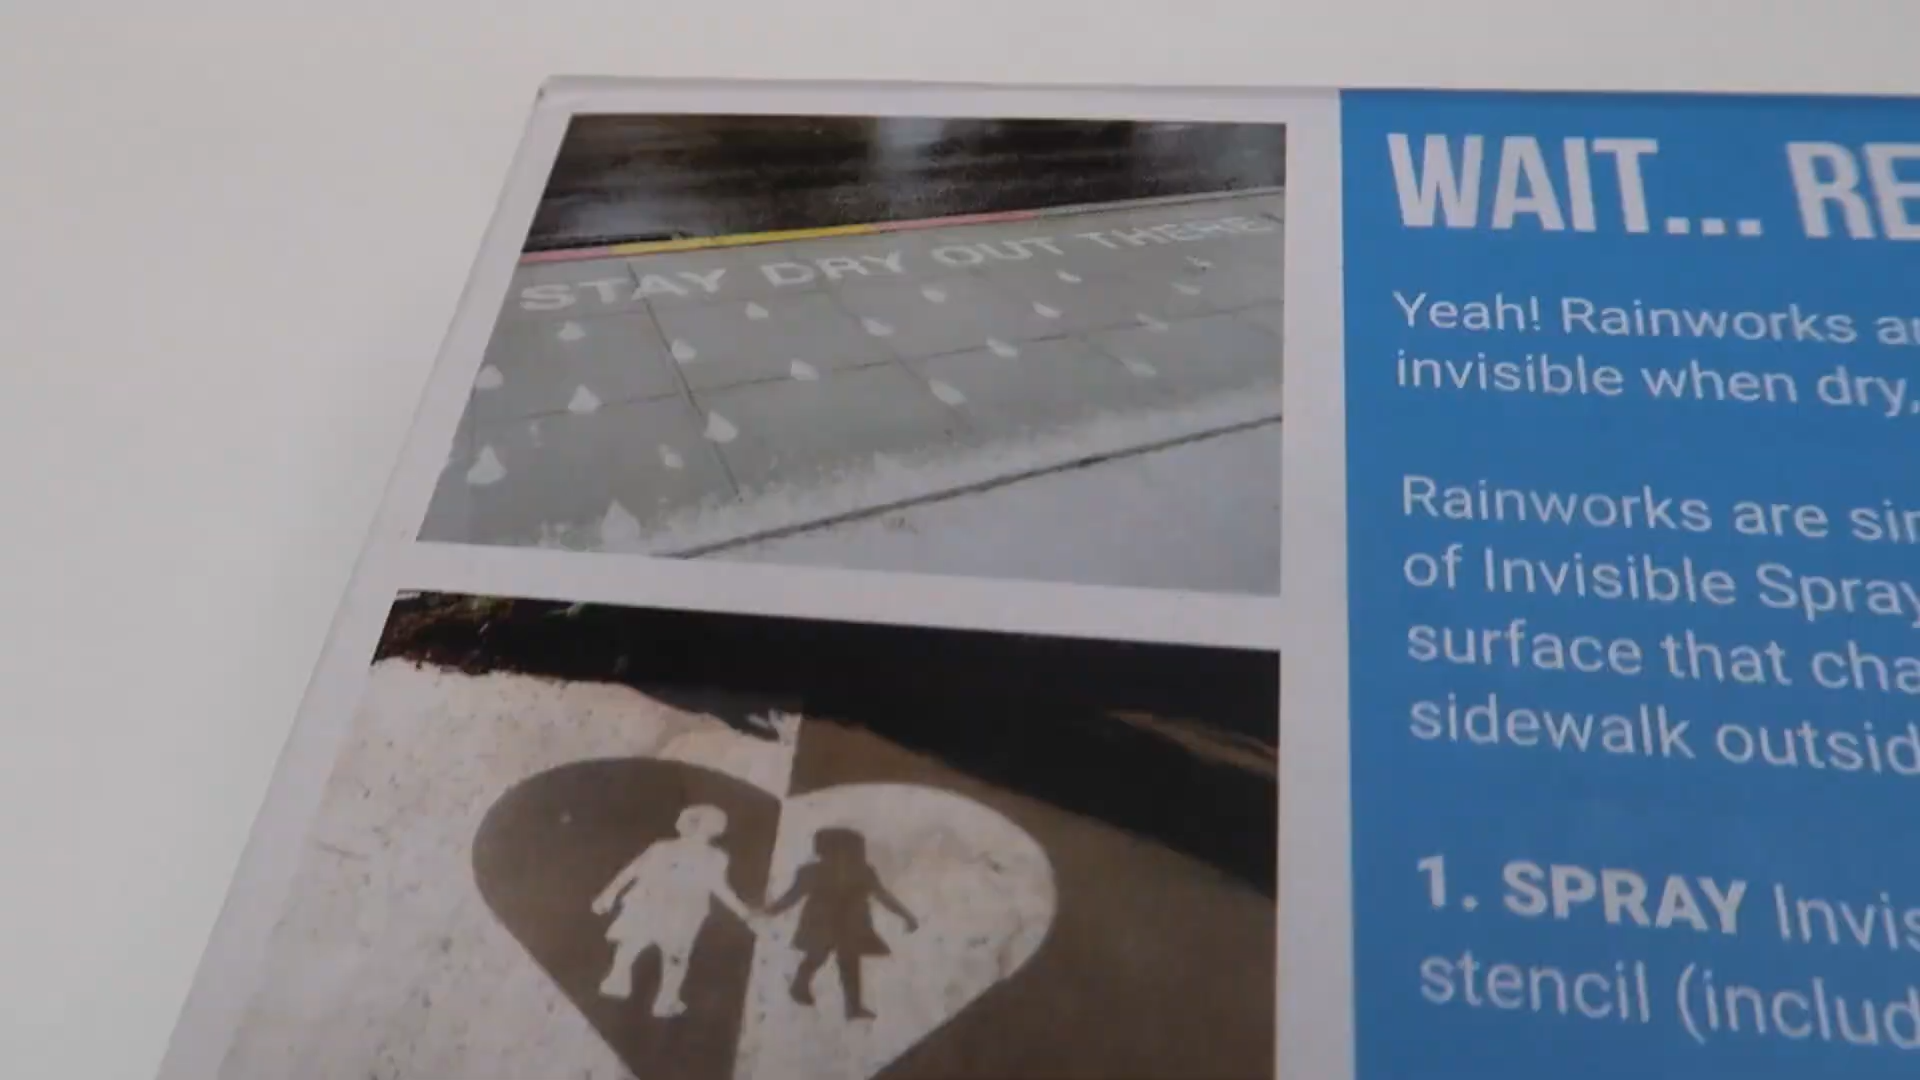 STAY DRY OUT THERE
WAIT... RE
Yeah! Rainworks a
invisible when dry,
Rainworks are sin
of Invisible Spray
surface that cha
sidewalk outsid
1. SPRAY Invis
stencil (includ